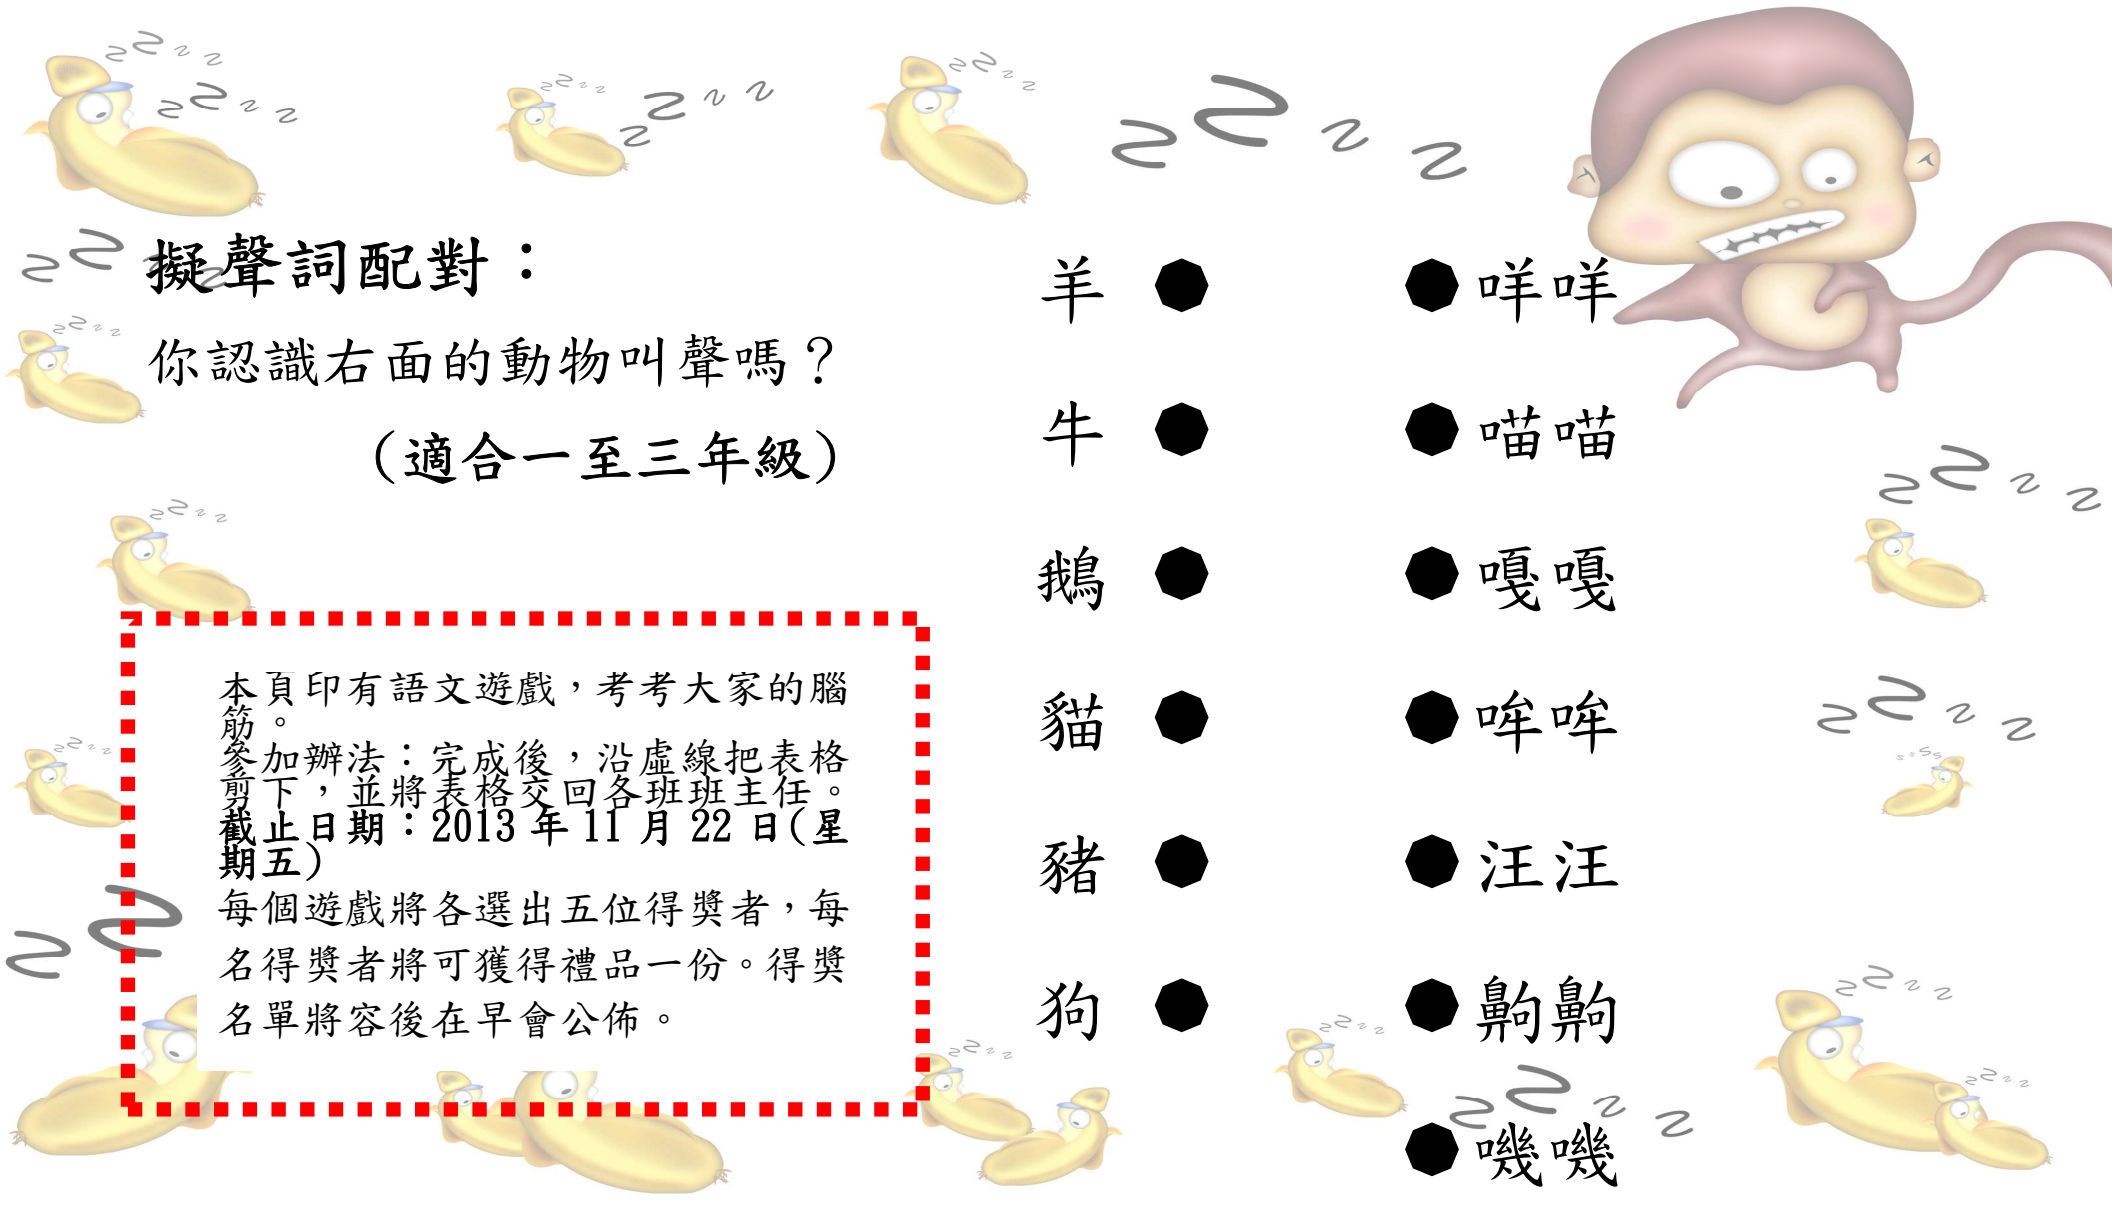 擬聲詞配對：
你認識右面的動物叫聲嗎？
（適合一至三年級）
本頁印有語文遊戲，考考大家的腦
筋。
參加辦法：完成後，沿虛線把表格
剪下，並將表格交回各班班主任。
截止日期：2013年11月22日(星
期五)
每個遊戲將各選出五位得獎者，每
名得獎者將可獲得禮品一份。得獎
名單將容後在早會公佈。
羊 ● ● 咩咩
牛 ● ● 喵喵
鵝 ● ● 嘎嘎
貓 ● ● 哞哞
豬 ● ● 汪汪
狗 ● ● 齁齁
● 嘰嘰